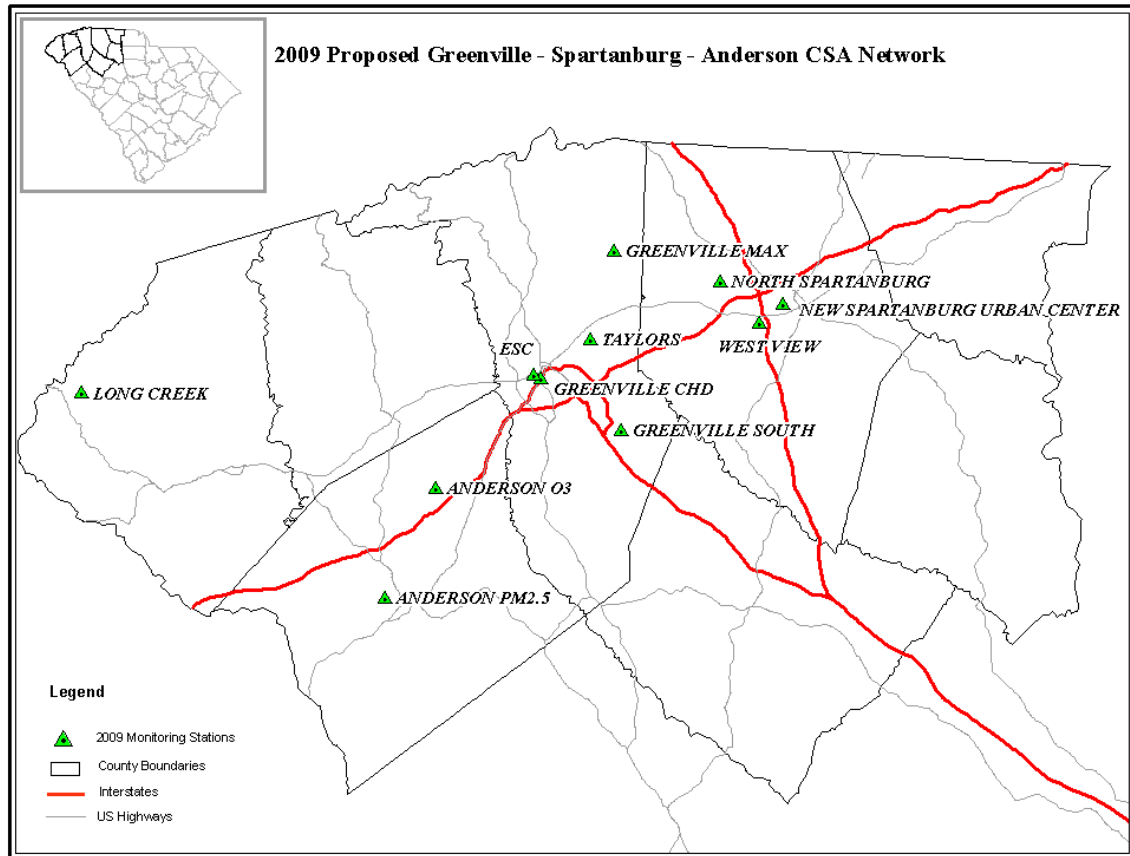 2009 Proposed Greenville - Spartanburg - Anderson CSA Network
GREENVILLE MAX
NORTH SPARTANBURG
NEW SPARTANBURG URBAN CENTER
WEST VIEW
TAYLORS
ESC
GREENVILLE CHD
LONG CREEK
GREENVILLE SOUTH
ANDERSON O3
ANDERSON PM2.5
Legend
2009 Monitoring Stations
County Boundaries
Interstates
US Highways